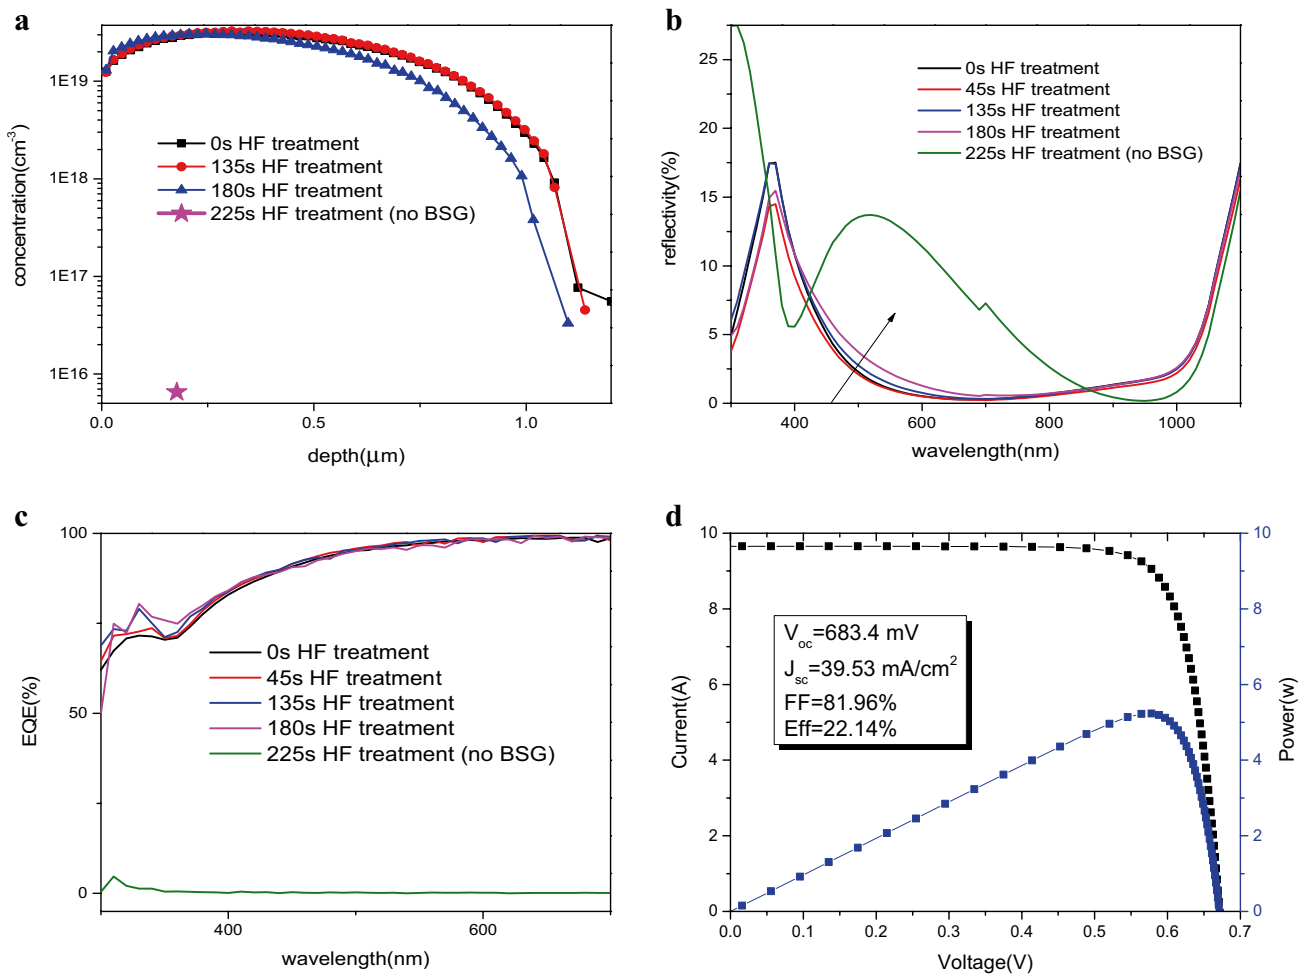 a
1E19
1E18
1E17
1E16
concentration(cm-3)
0s HF treatment
135s HF treatment
180s HF treatment
225s HF treatment (no BSG)
0.0
0.5
1.0
depth(μm)
b
25
20
15
10
5
0
reflectivity(%)
0s HF treatment
45s HF treatment
135s HF treatment
180s HF treatment
225s HF treatment (no BSG)
400
600
800
1000
wavelength(nm)
c
100
50
0
EQE(%)
0s HF treatment
45s HF treatment
135s HF treatment
180s HF treatment
225s HF treatment (no BSG)
400
600
wavelength(nm)
d
10
8
6
4
2
0
Current(A)
Voc=683.4 mV
Jsc=39.53 mA/cm2
FF=81.96%
Eff=22.14%
10
8
6
4
2
0
Power(w)
0.0
0.1
0.2
0.3
0.4
0.5
0.6
0.7
Voltage(V)